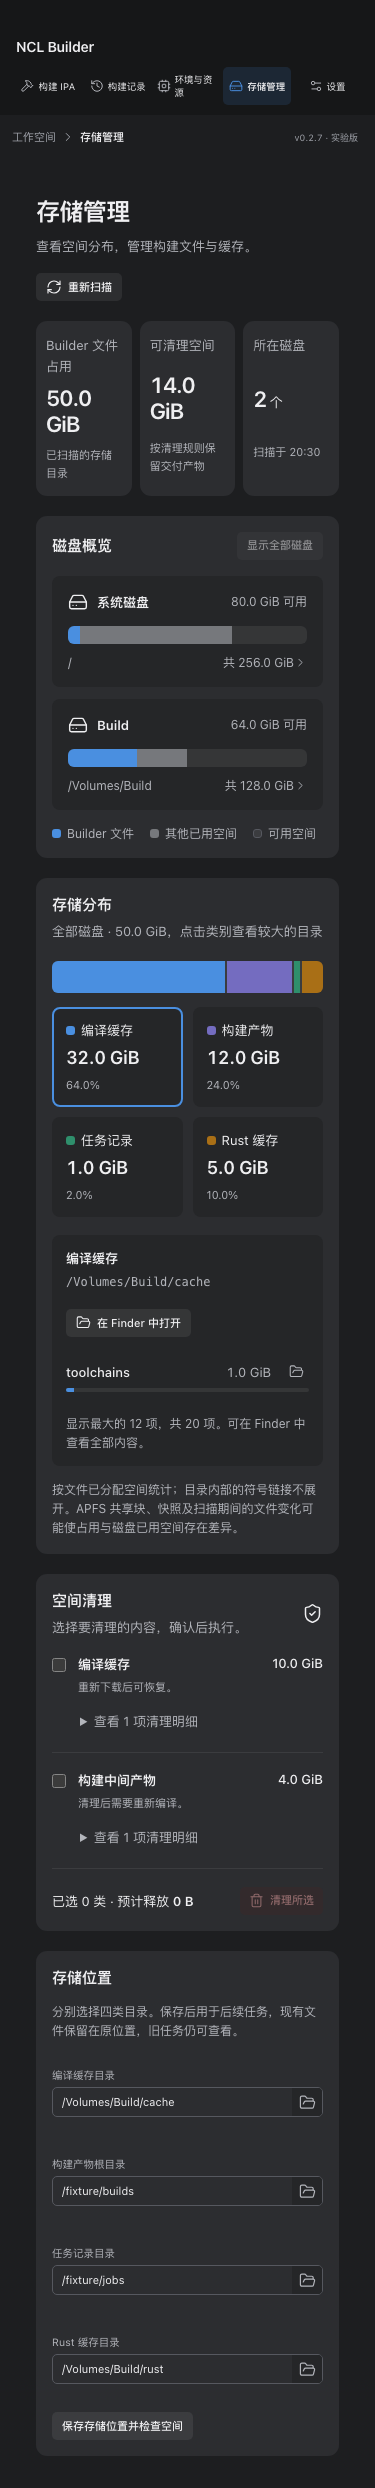 NCL Builder
构建 IPA
构建记录
环境与资
源
存储管理
设置
工作空间 > 存储管理
v0.2.7 · 实验版
存储管理
查看空间分布，管理构建文件与缓存。
重新扫描
Builder 文件
占用
50.0
GiB
已扫描的存储
目录
可清理空间
14.0
GiB
按清理规则保
留交付产物
所在磁盘
2 个
扫描于 20:30
磁盘概览
显示全部磁盘
系统磁盘
80.0 GiB 可用
/
共 256.0 GiB >
Build
64.0 GiB 可用
/Volumes/Build
共 128.0 GiB >
Builder 文件
其他已用空间
可用空间
存储分布
全部磁盘 · 50.0 GiB，点击类别查看较大的目录
编译缓存
32.0 GiB
64.0%
构建产物
12.0 GiB
24.0%
任务记录
1.0 GiB
2.0%
Rust 缓存
5.0 GiB
10.0%
编译缓存
/Volumes/Build/cache
在 Finder 中打开
toolchains
1.0 GiB
显示最大的 12 项，共 20 项。可在 Finder 中
查看全部内容。
按文件已分配空间统计；目录内部的符号链接不展
开。APFS 共享块、快照及扫描期间的文件变化可
能使占用与磁盘已用空间存在差异。
空间清理
选择要清理的内容，确认后执行。
编译缓存
10.0 GiB
重新下载后可恢复。
▶ 查看 1 项清理明细
构建中间产物
4.0 GiB
清理后需要重新编译。
▶ 查看 1 项清理明细
已选 0 类 · 预计释放 0 B
清理所选
存储位置
分别选择四类目录。保存后用于后续任务，现有文
件保留在原位置，旧任务仍可查看。
编译缓存目录
/Volumes/Build/cache
构建产物根目录
/fixture/builds
任务记录目录
/fixture/jobs
Rust 缓存目录
/Volumes/Build/rust
保存存储位置并检查空间